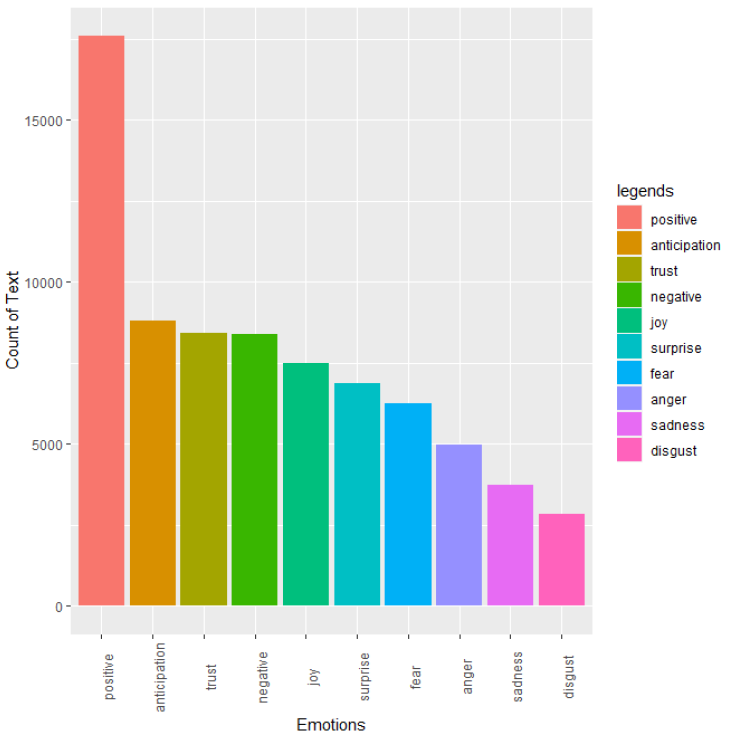 15000
10000
5000
0
Count of Text
positive
anticipation
trust
negative
joy
surprise
fear
anger
sadness
disgust
Emotions
legends
positive
anticipation
trust
negative
joy
surprise
fear
anger
sadness
disgust